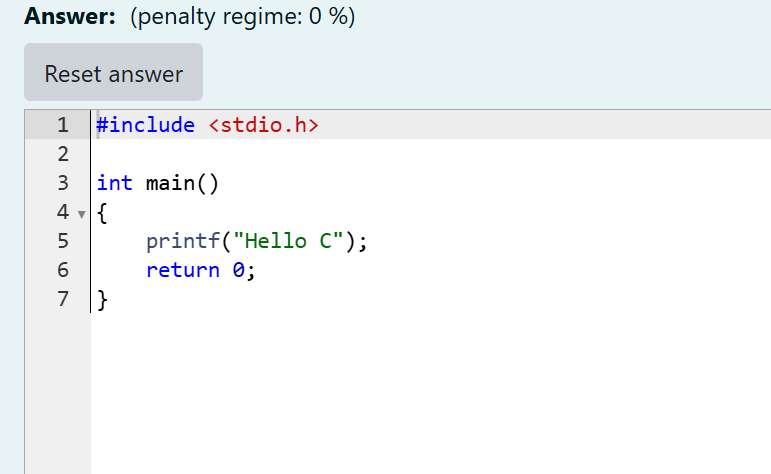 Answer: (penalty regime: 0 %)
Reset answer
1 #include <stdio.h>
2
3 int main()
4 {
5     printf("Hello C");
6     return 0;
7 }